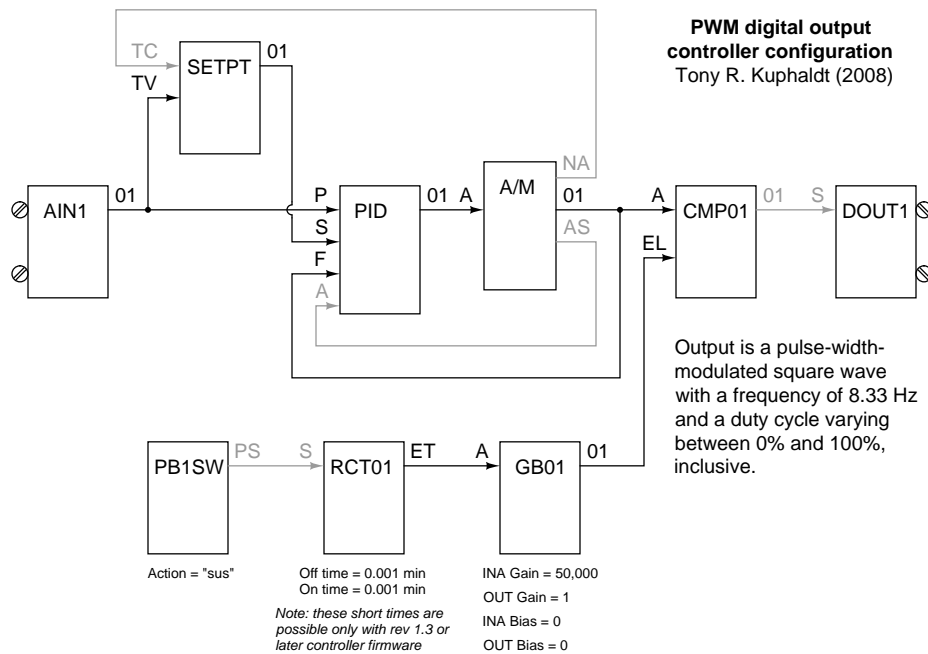 PWM digital output
controller configuration
Tony R. Kuphaldt (2008)
TC
01
SETPT
TV
NA
A/M
01
P
01
A
01
A
01
S
AIN1
PID
CMP01
DOUT1
S
AS
F
EL
A
Output is a pulse-width-
modulated square wave
with a frequency of 8.33 Hz
and a duty cycle varying
between 0% and 100%,
inclusive.
PS
S
ET
A
01
PB1SW
RCT01
GB01
Action = "sus"
Off time = 0.001 min
On time = 0.001 min
Note: these short times are
possible only with rev 1.3 or
later controller firmware
INA Gain = 50,000
OUT Gain = 1
INA Bias = 0
OUT Bias = 0